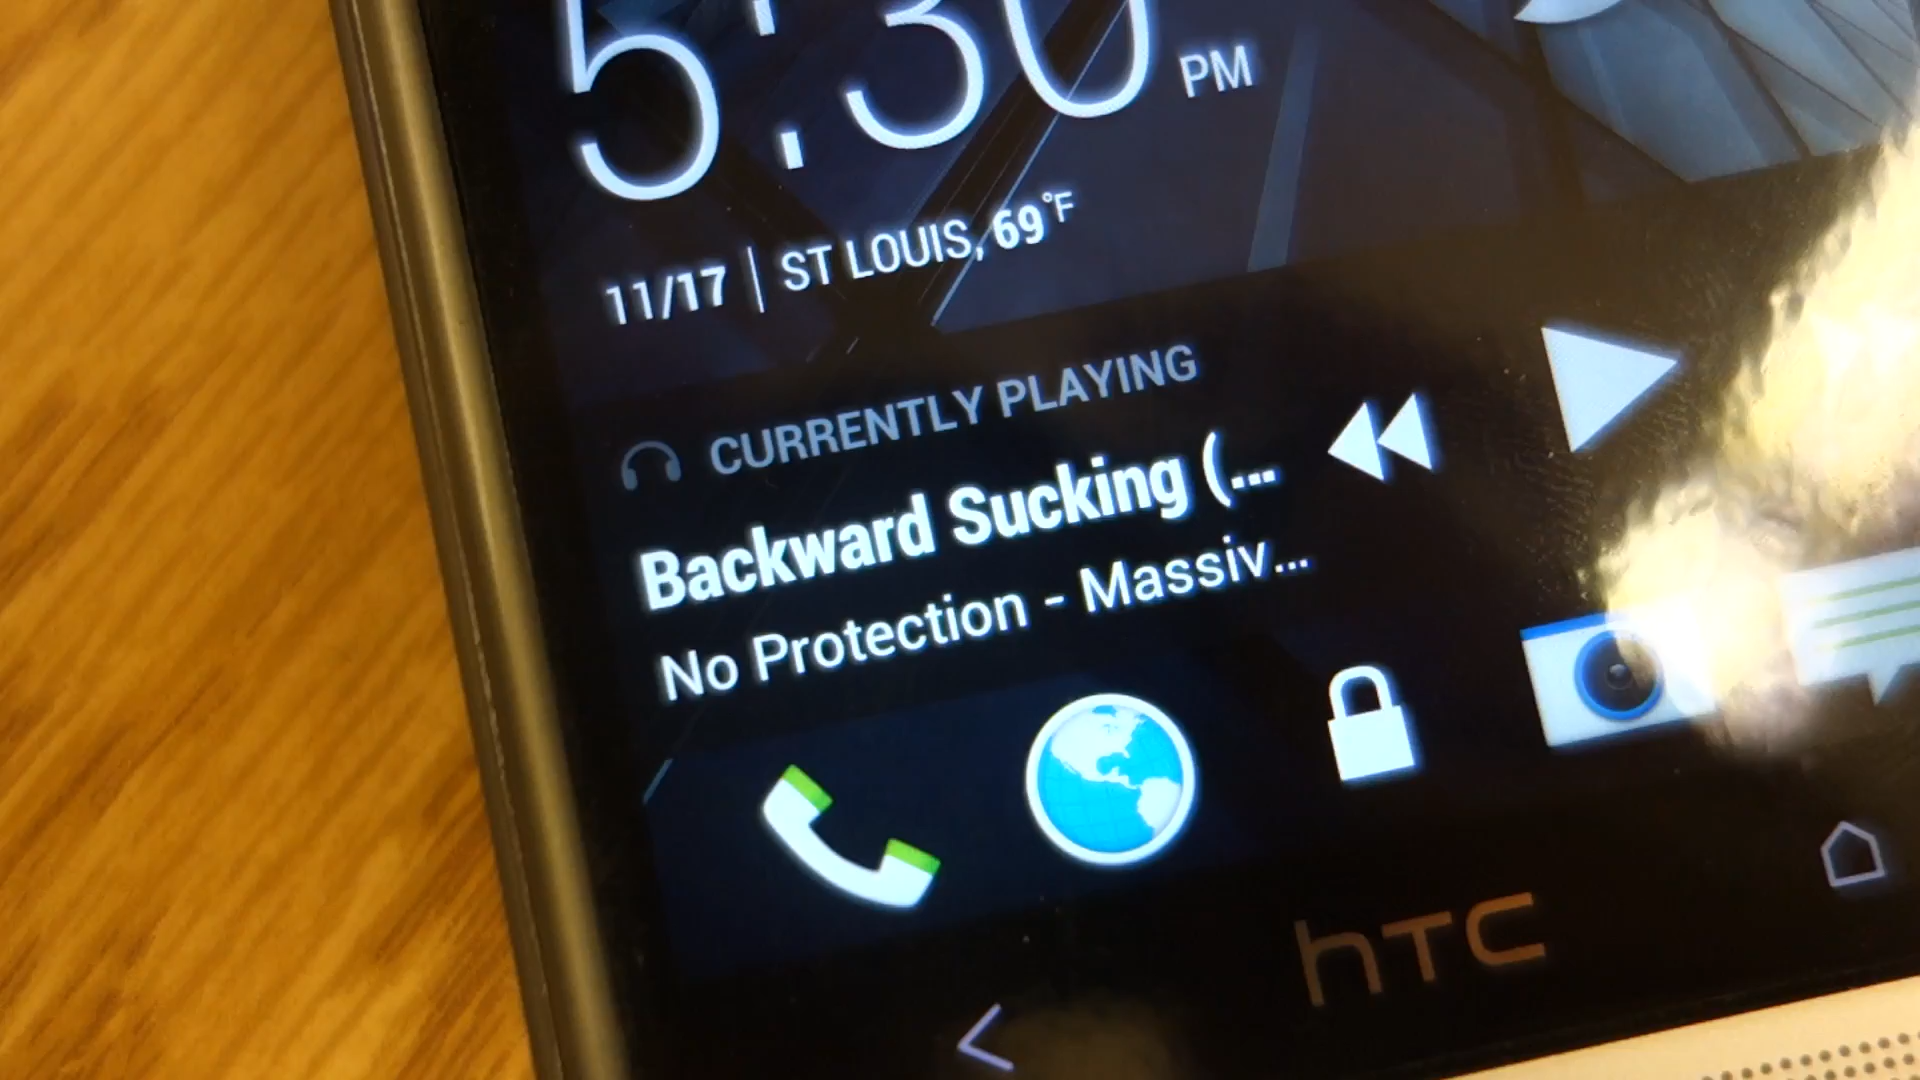 5:30 PM
11/17 | ST LOUIS, 69°F
CURRENTLY PLAYING
Backward Sucking (...
No Protection - Massiv...
hTC